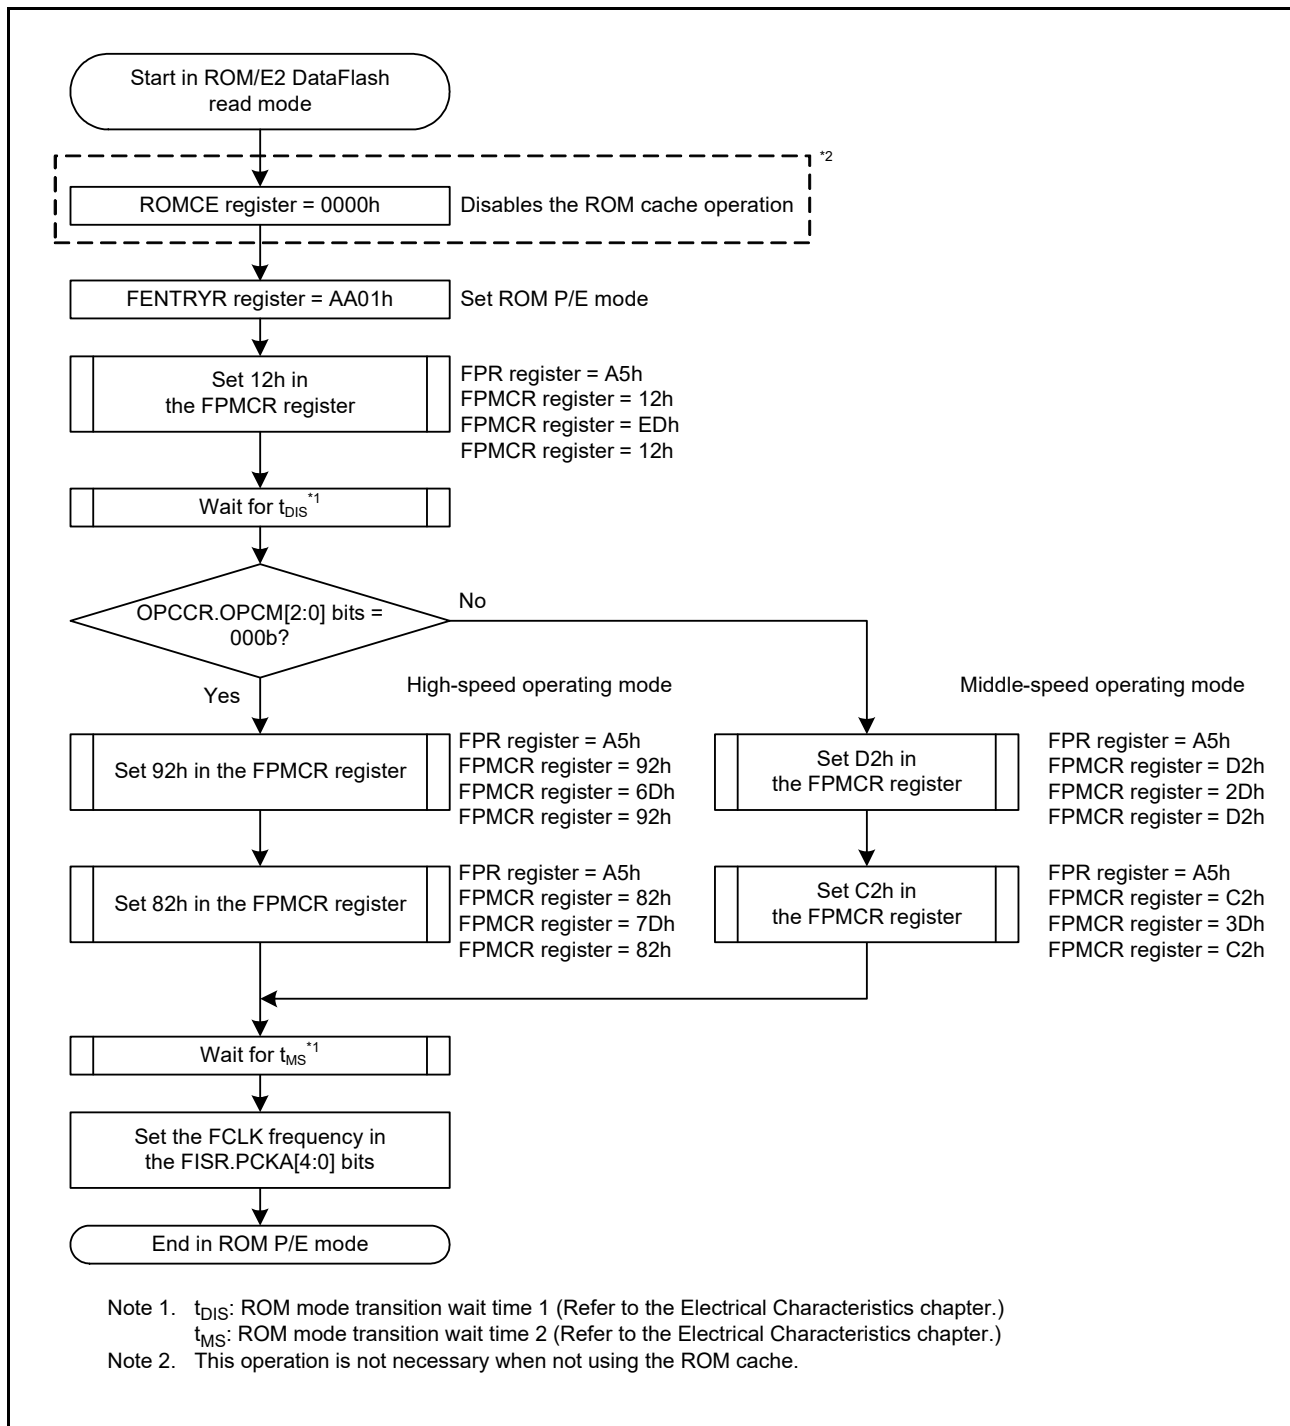 Start in ROM/E2 DataFlash
read mode
*2
ROMCE register = 0000h
Disables the ROM cache operation
FENTRYR register = AA01h
Set ROM P/E mode
Set 12h in
the FPMCR register
FPR register = A5h
FPMCR register = 12h
FPMCR register = EDh
FPMCR register = 12h
Wait for tDIS*1
OPCCR.OPCM[2:0] bits =
000b?
No
Yes
High-speed operating mode
Middle-speed operating mode
Set 92h in the FPMCR register
FPR register = A5h
FPMCR register = 92h
FPMCR register = 6Dh
FPMCR register = 92h
Set D2h in
the FPMCR register
FPR register = A5h
FPMCR register = D2h
FPMCR register = 2Dh
FPMCR register = D2h
Set 82h in the FPMCR register
FPR register = A5h
FPMCR register = 82h
FPMCR register = 7Dh
FPMCR register = 82h
Set C2h in
the FPMCR register
FPR register = A5h
FPMCR register = C2h
FPMCR register = 3Dh
FPMCR register = C2h
Wait for tMS*1
Set the FCLK frequency in
the FISR.PCKA[4:0] bits
End in ROM P/E mode
Note 1. tDIS: ROM mode transition wait time 1 (Refer to the Electrical Characteristics chapter.)
tMS: ROM mode transition wait time 2 (Refer to the Electrical Characteristics chapter.)
Note 2. This operation is not necessary when not using the ROM cache.